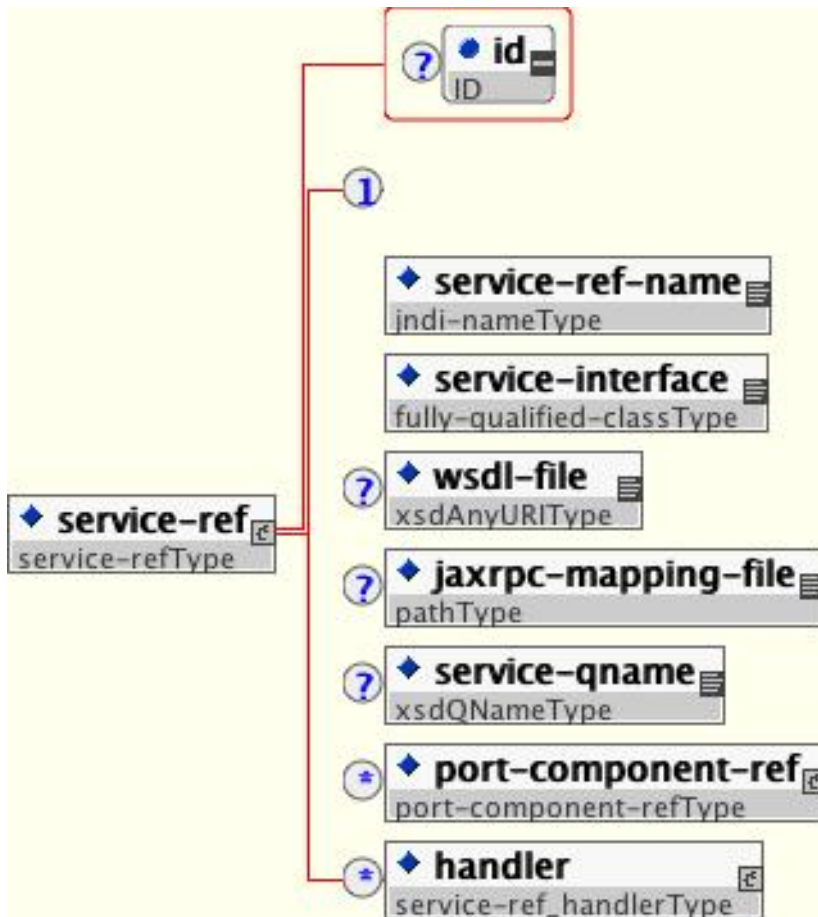 ? id
ID
1
service-ref-name
jndi-nameType
service-interface
fully-qualified-classType
? wsdl-file
xsdAnyURIType
service-ref
service-refType
? jaxrpc-mapping-file
pathType
? service-qname
xsdQNameType
* port-component-ref
port-component-refType
* handler
service-ref_handlerType